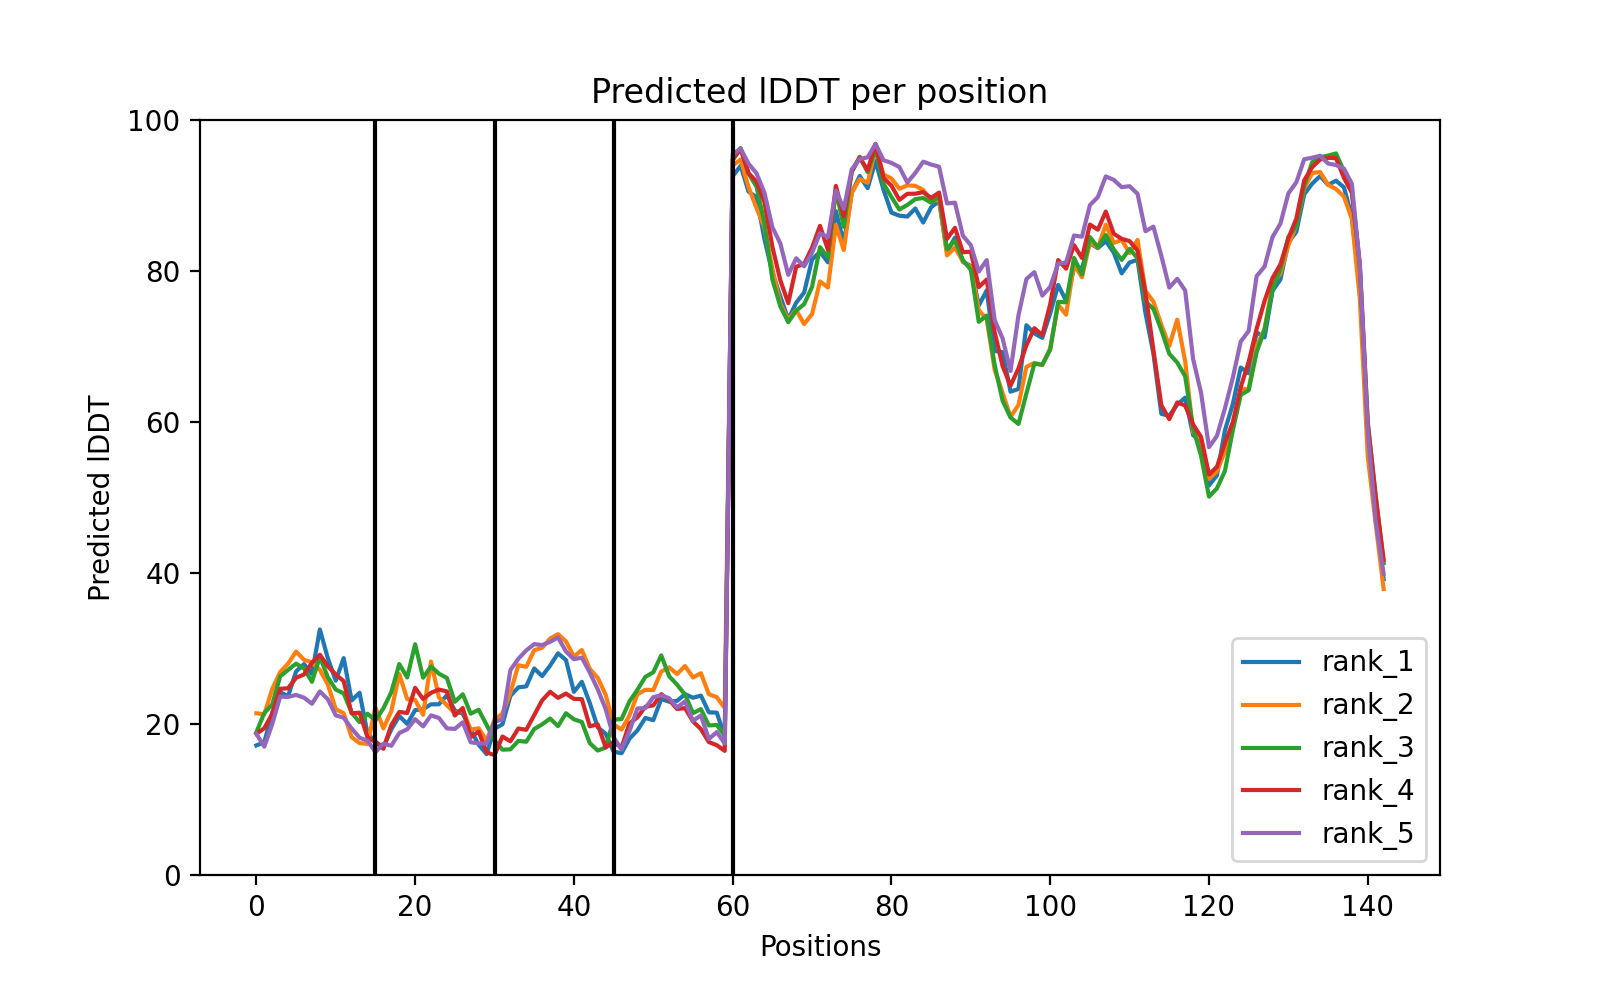 Predicted lDDT per position
100
80
60
40
20
0
Predicted lDDT
0 20 40 60 80 100 120 140
Positions
rank_1
rank_2
rank_3
rank_4
rank_5